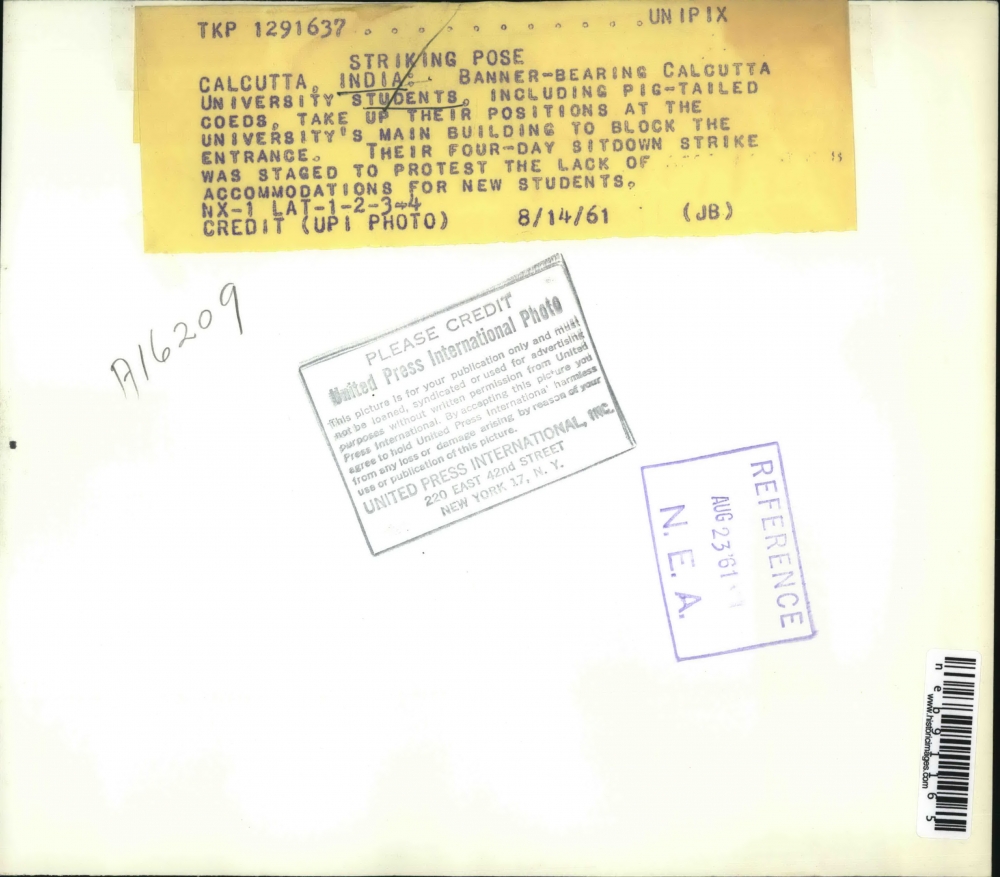 TKP 1291637 . . . . . . . . . . . UNIPIX
STRIKING POSE
CALCUTTA, INDIA: BANNER-BEARING CALCUTTA
UNIVERSITY STUDENTS, INCLUDING PIG-TAILED
COEDS, TAKE UP THEIR POSITIONS AT THE
UNIVERSITY'S MAIN BUILDING TO BLOCK THE
ENTRANCE. THEIR FOUR-DAY SITDOWN STRIKE
WAS STAGED TO PROTEST THE LACK OF
ACCOMMODATIONS FOR NEW STUDENTS.
NX-1 LAT-1-2-3-4
CREDIT (UPI PHOTO) 8/14/61 (JB)
A16209
PLEASE CREDIT
United Press International Photo
This picture is for your publication only and must
not be loaned, syndicated or used for advertising
purposes without written permission from United
Press International. By accepting this picture you
agree to hold United Press International harmless
from any loss or damage arising by reason of your
use or publication of this picture.
UNITED PRESS INTERNATIONAL, INC.
220 EAST 42nd STREET
NEW YORK 17, N. Y.
REFERENCE
AUG 23 '61
N. E. A.
neb91165
www.historicimages.com